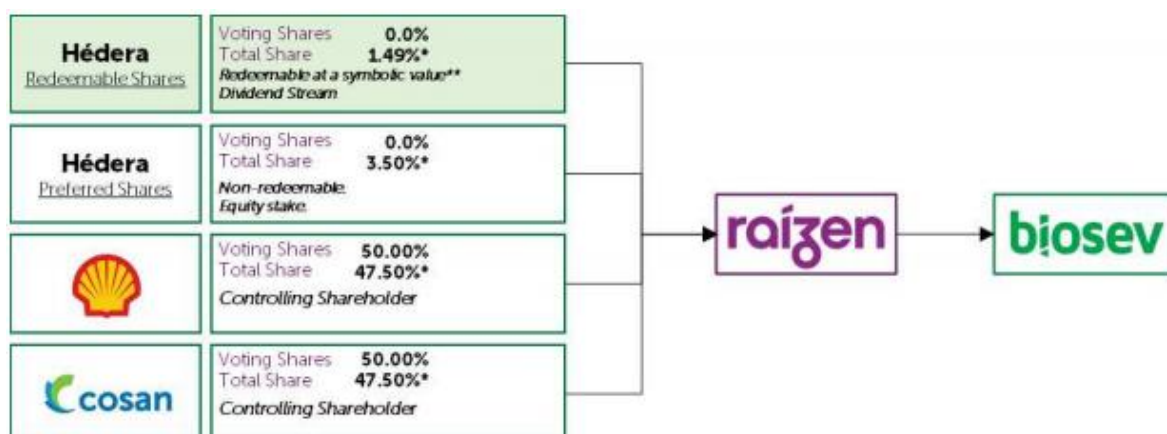 Hédera
Redeemable Shares
Voting Shares 0.0%
Total Share 1.49%*
Redeemable at a symbolic value**
Dividend Stream
Hédera
Preferred Shares
Voting Shares 0.0%
Total Share 3.50%*
Non-redeemable.
Equity stake.
Voting Shares 50.00%
Total Share 47.50%*
Controlling Shareholder
cosan
Voting Shares 50.00%
Total Share 47.50%*
Controlling Shareholder
raízen
biosev